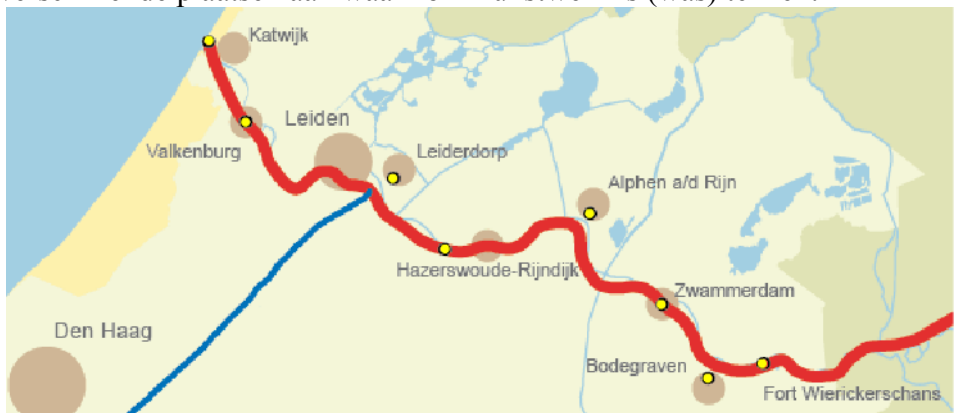 Katwijk
Leiden
Valkenburg
Leiderdorp
Alphen a/d Rijn
Hazerswoude-Rijndijk
Zwammerdam
Den Haag
Bodegraven
Fort Wierickerschans